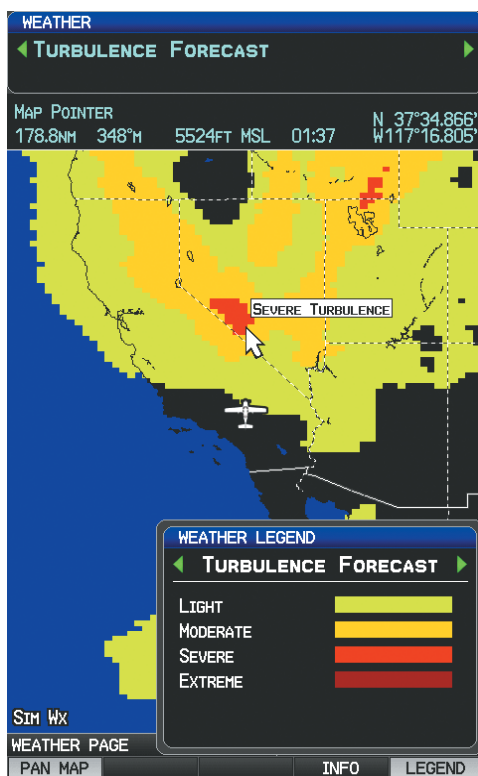 WEATHER
Turbulence Forecast
Map Pointer
178.8NM 348°M 5524FT MSL 01:37 N 37°34.866' W117°16.805'
Severe Turbulence
WEATHER LEGEND
Turbulence Forecast
Light
Moderate
Severe
Extreme
Sim Wx
WEATHER PAGE
PAN MAP INFO LEGEND